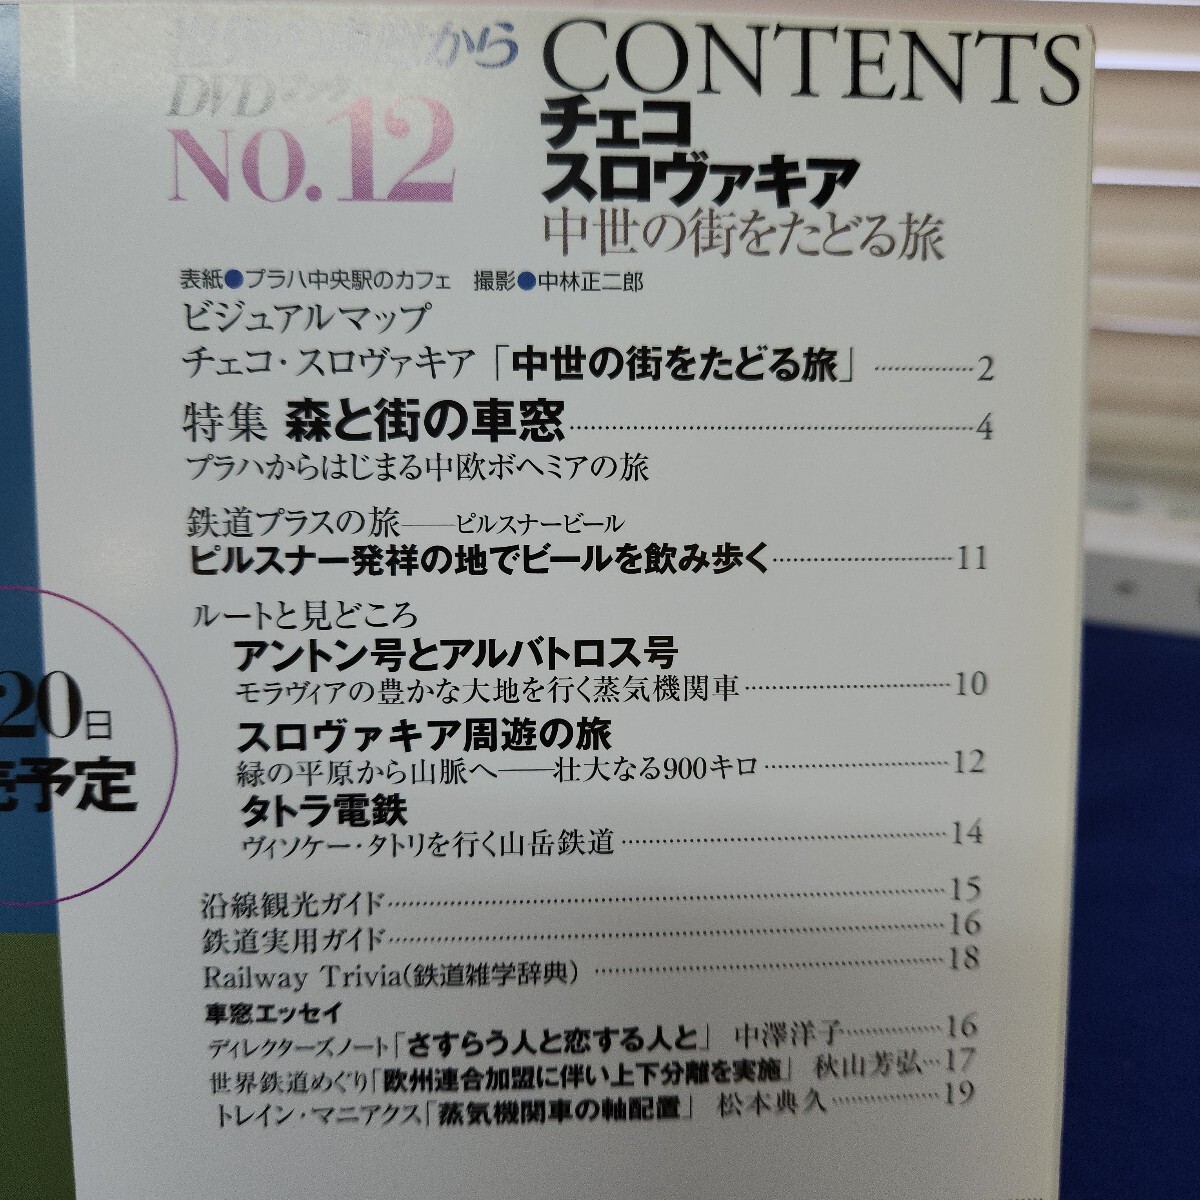 から
DVDブック
NO.12
CONTENTS
チェコ
スロヴァキア
中世の街をたどる旅
表紙●プラハ中央駅のカフェ 撮影●中林正二郎
ビジュアルマップ
チェコ・スロヴァキア「中世の街をたどる旅」……………2
特集 森と街の車窓……………4
プラハからはじまる中欧ボヘミアの旅
鉄道プラスの旅――ピルスナービール
ピルスナー発祥の地でビールを飲み歩く……………11
ルートと見どころ
アントン号とアルバトロス号
モラヴィアの豊かな大地を行く蒸気機関車……………10
スロヴァキア周遊の旅
緑の平原から山脈へ――壮大なる900キロ……………12
タトラ電鉄
ヴィソケー・タトリを行く山岳鉄道……………14
沿線観光ガイド……………15
鉄道実用ガイド……………16
Railway Trivia(鉄道雑学辞典)……………18
車窓エッセイ
ディレクターズノート「さすらう人と恋する人と」 中澤洋子……………16
世界鉄道めぐり「欧州連合加盟に伴い上下分離を実施」 秋山芳弘…17
トレイン・マニアクス「蒸気機関車の軸配置」 松本典久……………19
20日
予定